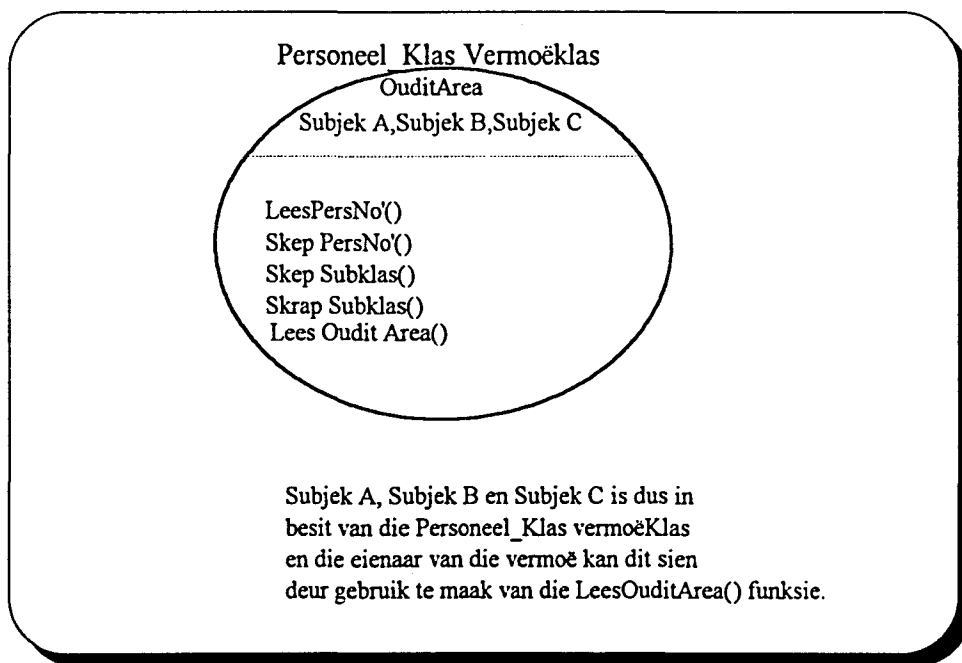 Personeel_Klas Vermoëklas
OuditArea
Subjek A,Subjek B,Subjek C
LeesPersNo'()
Skep PersNo'()
Skep Subklas()
Skrap Subklas()
Lees Oudit Area()
Subjek A, Subjek B en Subjek C is dus in
besit van die Personeel_Klas vermoëKlas
en die eienaar van die vermoë kan dit sien
deur gebruik te maak van die LeesOuditArea() funksie.